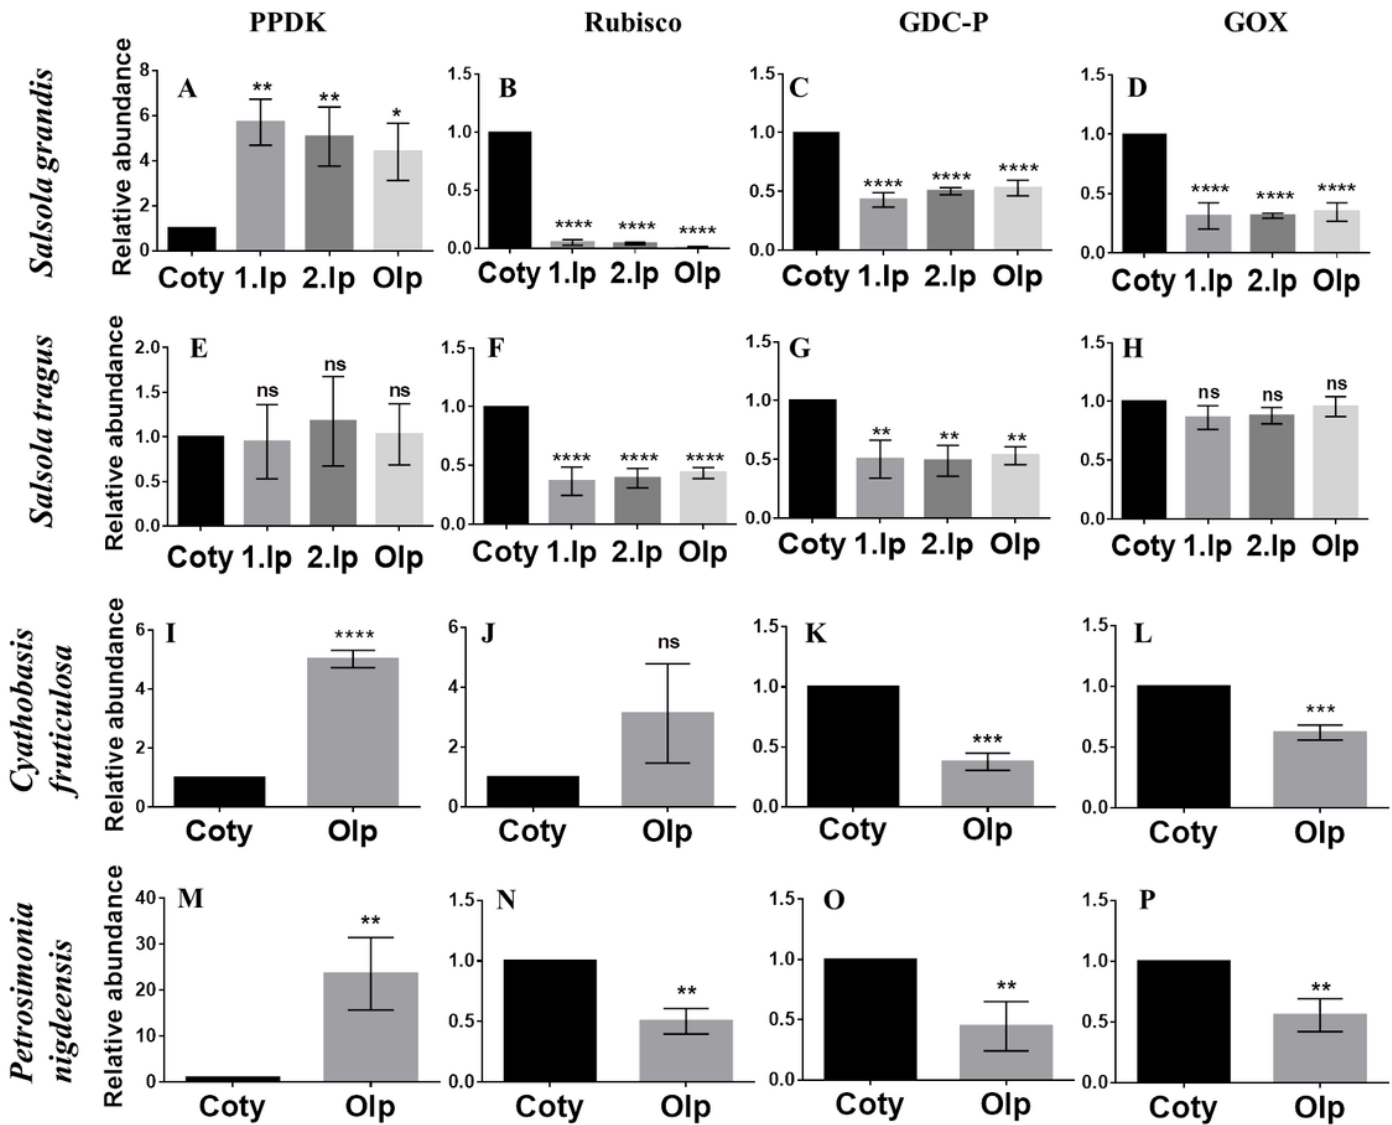 PPDK Rubisco GDC-P GOX
Salsola grandis
Relative abundance
A
8
6
4
2
0
** ** *
Coty 1.lp 2.lp Olp
B
1.5
1.0
0.5
0.0
**** **** ****
Coty 1.lp 2.lp Olp
C
1.5
1.0
0.5
0.0
**** **** ****
Coty 1.lp 2.lp Olp
D
1.5
1.0
0.5
0.0
**** **** ****
Coty 1.lp 2.lp Olp
Salsola tragus
Relative abundance
E
2.0
1.5
1.0
0.5
0.0
ns ns ns
Coty 1.lp 2.lp Olp
F
1.5
1.0
0.5
0.0
**** **** ****
Coty 1.lp 2.lp Olp
G
1.5
1.0
0.5
0.0
** ** **
Coty 1.lp 2.lp Olp
H
1.5
1.0
0.5
0.0
ns ns ns
Coty 1.lp 2.lp Olp
Cyathobasis
fruticulosa
Relative abundance
I
6
4
2
0
****
Coty Olp
J
6
4
2
0
ns
Coty Olp
K
1.5
1.0
0.5
0.0
***
Coty Olp
L
1.5
1.0
0.5
0.0
***
Coty Olp
Petrosimonia
nigdeensis
Relative abundance
M
40
30
20
10
0
**
Coty Olp
N
1.5
1.0
0.5
0.0
**
Coty Olp
O
1.5
1.0
0.5
0.0
**
Coty Olp
P
1.5
1.0
0.5
0.0
**
Coty Olp